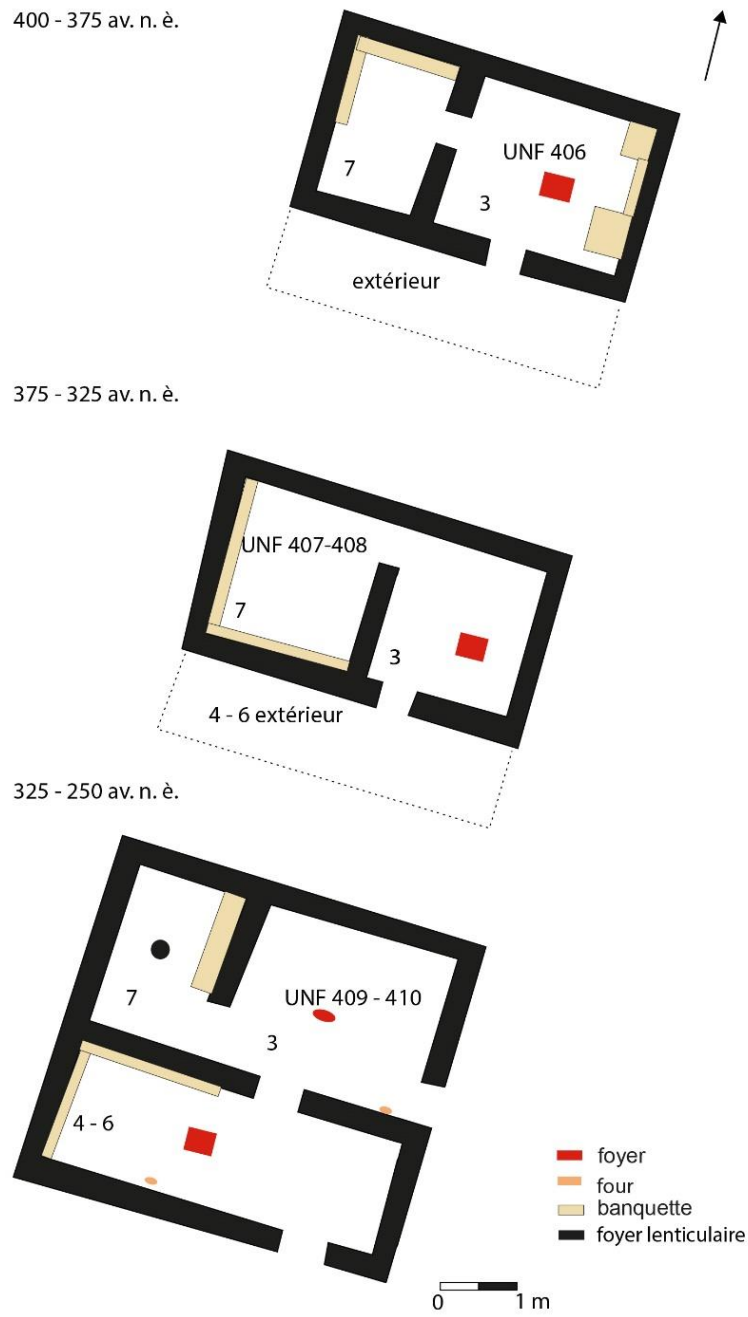 400 - 375 av. n. è.
UNF 406
7
3
extérieur
375 - 325 av. n. è.
UNF 407-408
7
3
4 - 6 extérieur
325 - 250 av. n. è.
7
UNF 409 - 410
3
4 - 6
foyer
four
banquette
foyer lenticulaire
0 1 m